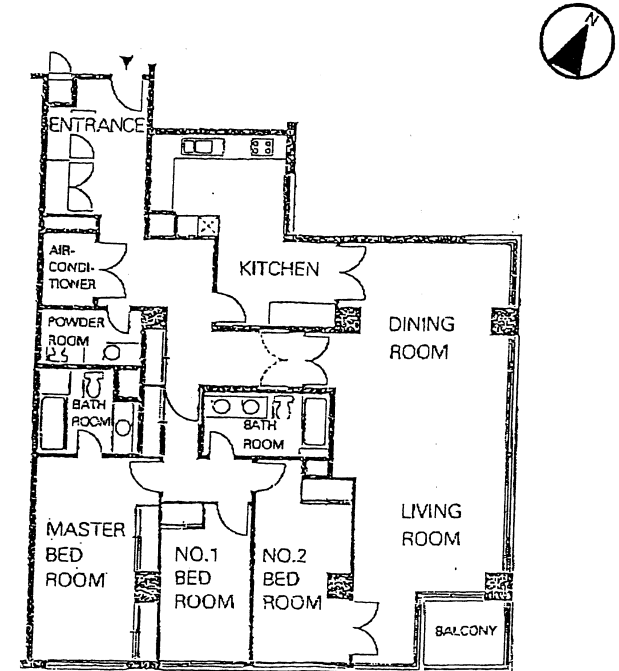 N
ENTRANCE
AIR-
CONDI-
TIONER
KITCHEN
POWDER
ROOM
DINING
ROOM
BATH
ROOM
BATH
ROOM
MASTER
BED
ROOM
NO.1
BED
ROOM
NO.2
BED
ROOM
LIVING
ROOM
BALCONY